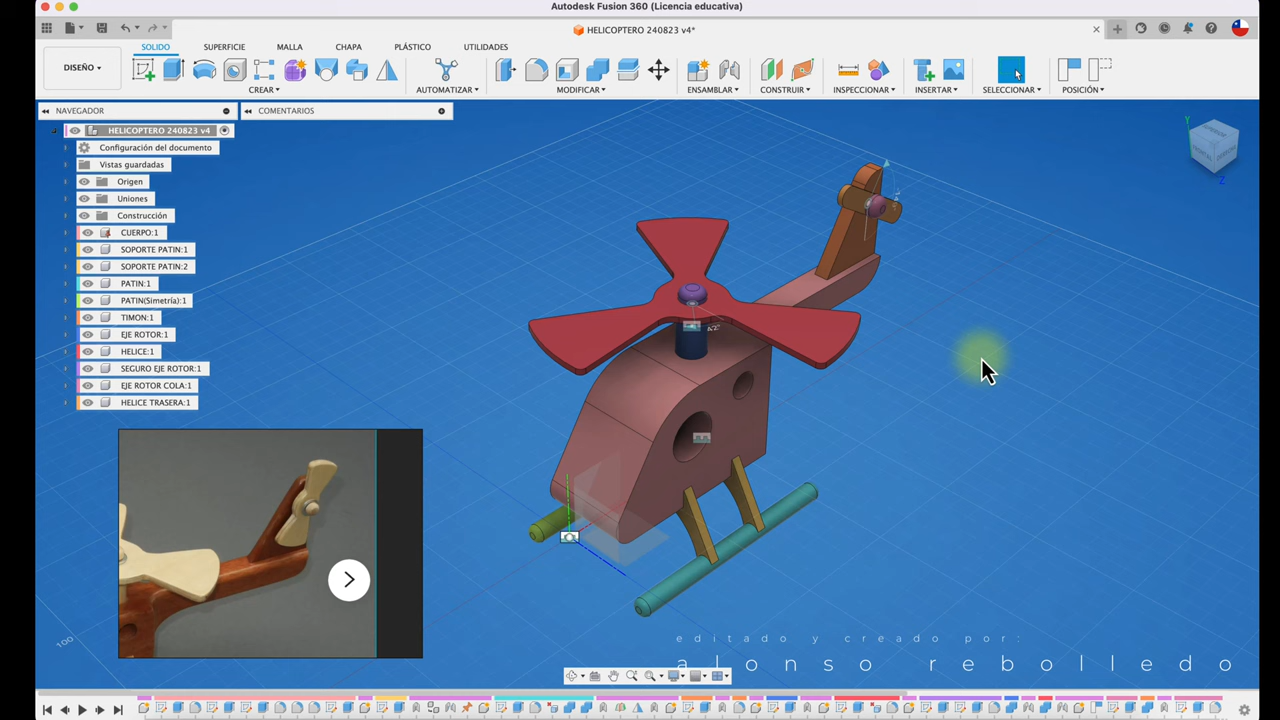 Autodesk Fusion 360 (Licencia educativa)
HELICOPTERO 240823 v4*
DISEÑO
SOLIDO
SUPERFICIE
MALLA
CHAPA
PLÁSTICO
UTILIDADES
CREAR
AUTOMATIZAR
MODIFICAR
ENSAMBLAR
CONSTRUIR
INSPECCIONAR
INSERTAR
SELECCIONAR
POSICIÓN
NAVEGADOR
COMENTARIOS
HELICOPTERO 240823 v4
Configuración del documento
Vistas guardadas
Origen
Uniones
Construcción
CUERPO:1
SOPORTE PATIN:1
SOPORTE PATIN:2
PATIN:1
PATIN(Simetría):1
TIMON:1
EJE ROTOR:1
HELICE:1
SEGURO EJE ROTOR:1
EJE ROTOR COLA:1
HELICE TRASERA:1
Y
Z
100
editado y creado por:
alonso rebolledo